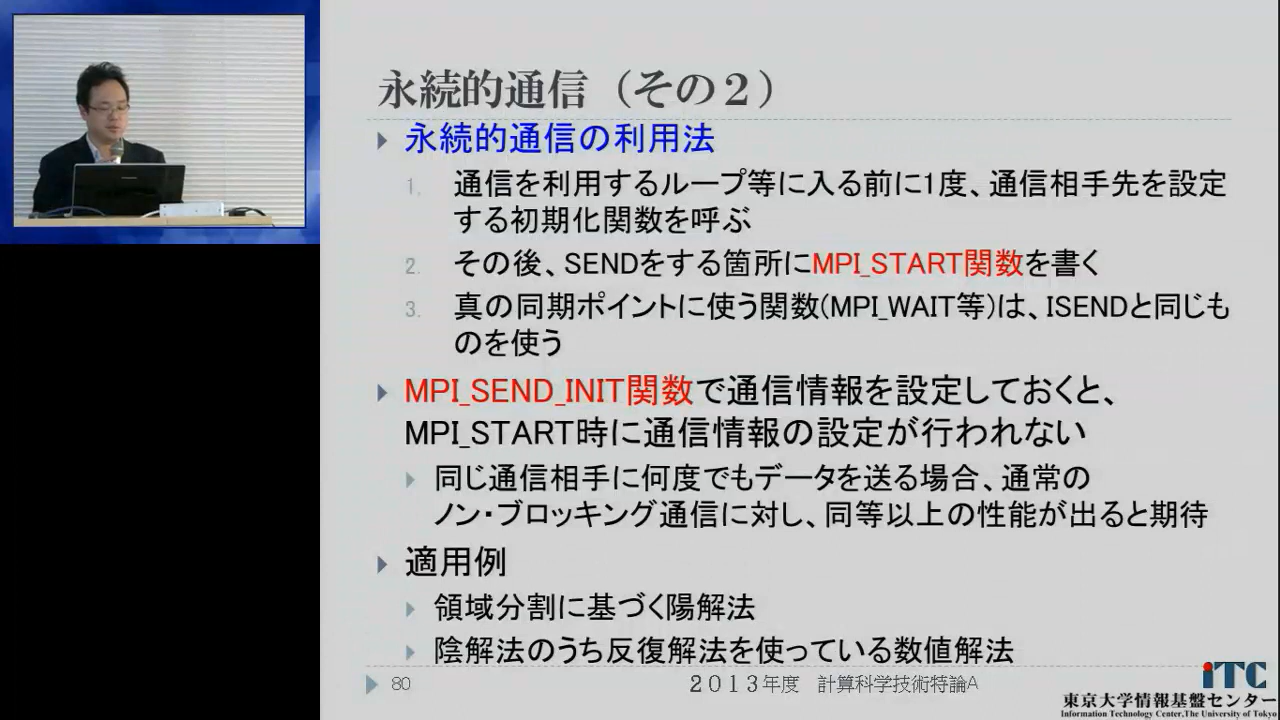 永続的通信（その２）
永続的通信の利用法
1. 通信を利用するループ等に入る前に1度、通信相手先を設定
する初期化関数を呼ぶ
2. その後、SENDをする箇所にMPI_START関数を書く
3. 真の同期ポイントに使う関数(MPI_WAIT等)は、ISENDと同じも
のを使う
MPI_SEND_INIT関数で通信情報を設定しておくと、
MPI_START時に通信情報の設定が行われない
同じ通信相手に何度でもデータを送る場合、通常の
ノン・ブロッキング通信に対し、同等以上の性能が出ると期待
適用例
領域分割に基づく陽解法
陰解法のうち反復解法を使っている数値解法
80
２０１３年度　計算科学技術特論A
iTC
東京大学情報基盤センター
Information Technology Center,The University of Tokyo